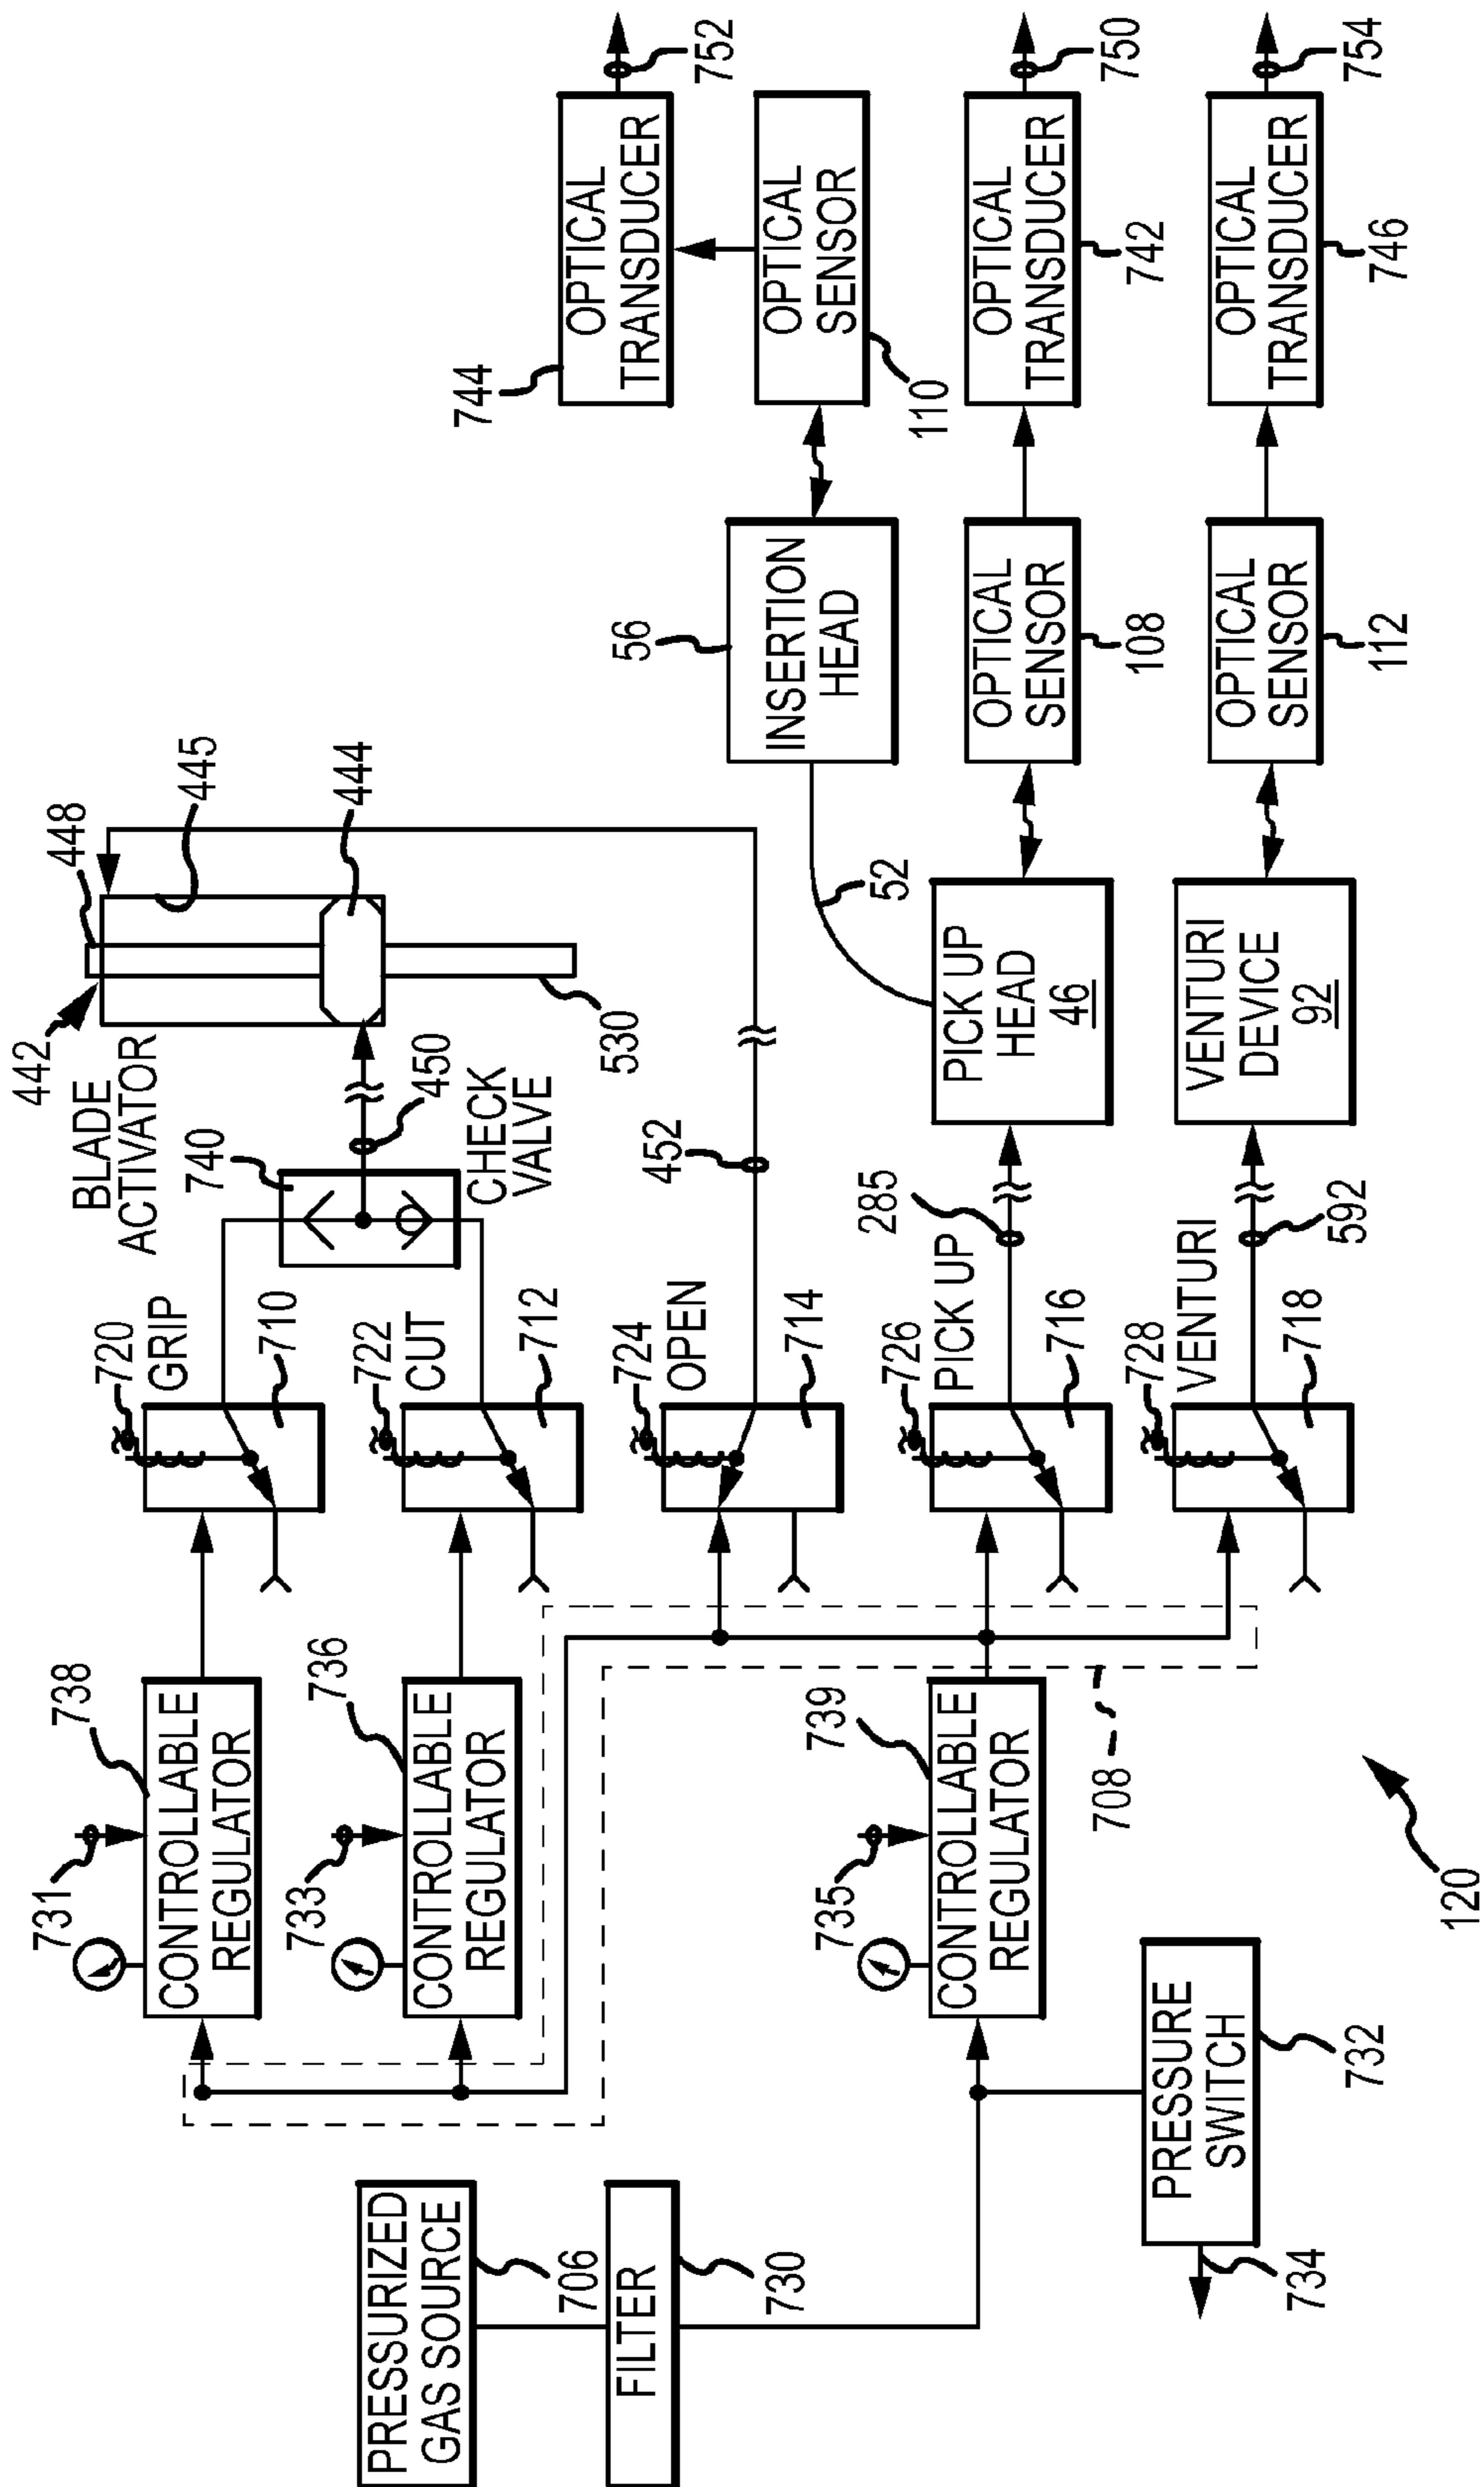 PRESSURIZED
GAS SOURCE
706
FILTER
730
PRESSURE
SWITCH
732
734
731
CONTROLLABLE
REGULATOR
738
733
CONTROLLABLE
REGULATOR
736
735
CONTROLLABLE
REGULATOR
739
708
120
720
GRIP
710
722
CUT
712
724
OPEN
714
726
PICK UP
716
728
VENTURI
718
442
BLADE
ACTIVATOR
740
450
CHECK
VALVE
448
445
444
530
452
285
592
52
PICK UP
HEAD
46
VENTURI
DEVICE
92
56
INSERTION
HEAD
OPTICAL
SENSOR
108
OPTICAL
SENSOR
112
744
OPTICAL
TRANSDUCER
752
OPTICAL
SENSOR
110
OPTICAL
TRANSDUCER
742
750
OPTICAL
TRANSDUCER
746
754